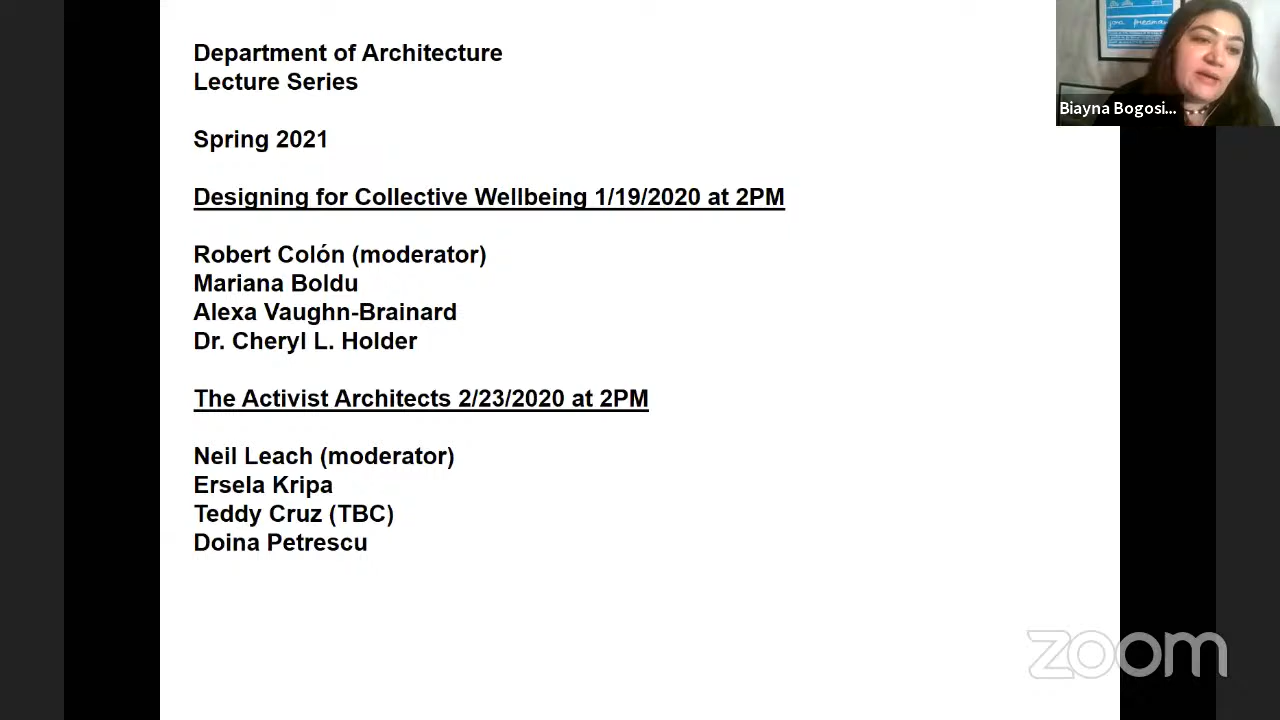 Department of Architecture
Lecture Series
Spring 2021
Designing for Collective Wellbeing 1/19/2020 at 2PM
Robert Colón (moderator)
Mariana Boldu
Alexa Vaughn-Brainard
Dr. Cheryl L. Holder
The Activist Architects 2/23/2020 at 2PM
Neil Leach (moderator)
Ersela Kripa
Teddy Cruz (TBC)
Doina Petrescu
Biayna Bogosi...
zoom